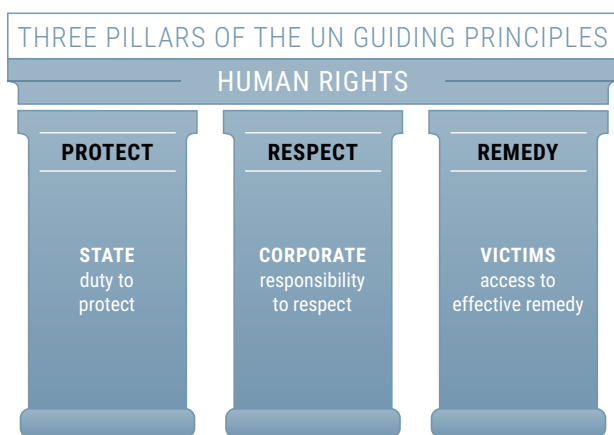 THREE PILLARS OF THE UN GUIDING PRINCIPLES
HUMAN RIGHTS
PROTECT
STATE
duty to
protect
RESPECT
CORPORATE
responsibility
to respect
REMEDY
VICTIMS
access to
effective remedy